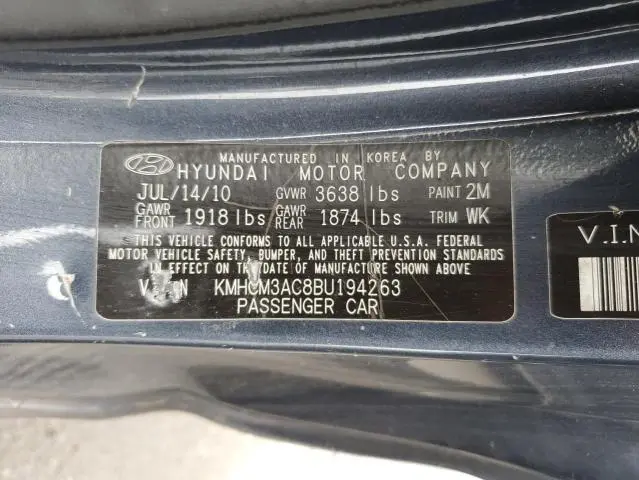 MANUFACTURED IN KOREA BY
HYUNDAI MOTOR COMPANY
JUL/14/10 GVWR 3638 lbs PAINT 2M
GAWR FRONT 1918 lbs GAWR REAR 1874 lbs TRIM WK
THIS VEHICLE CONFORMS TO ALL APPLICABLE U.S.A. FEDERAL
MOTOR VEHICLE SAFETY, BUMPER, AND THEFT PREVENTION STANDARDS
IN EFFECT ON THE DATE OF MANUFACTURE SHOWN ABOVE
KMHCM3AC8BU194263
PASSENGER CAR
V.I.N